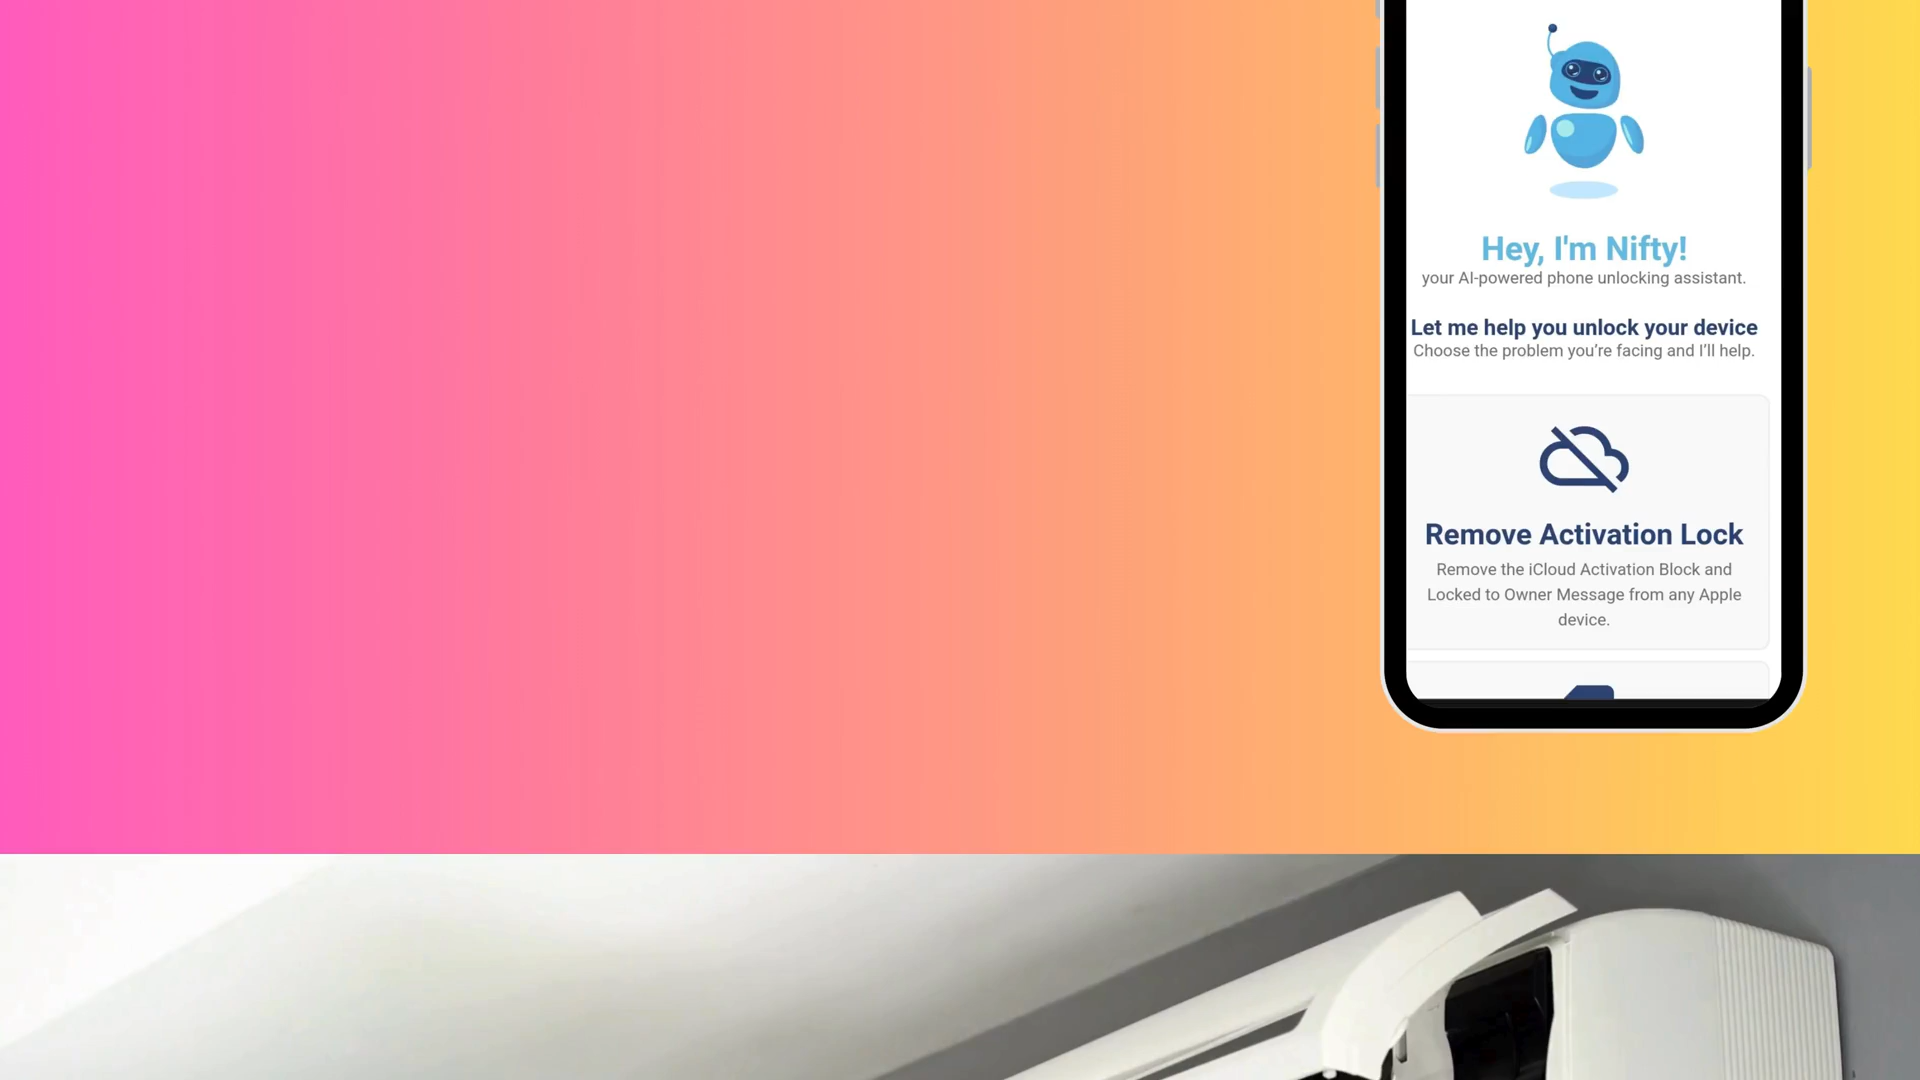 Hey, I'm Nifty!
your AI-powered phone unlocking assistant.
Let me help you unlock your device
Choose the problem you’re facing and I’ll help.
Remove Activation Lock
Remove the iCloud Activation Block and
Locked to Owner Message from any Apple
device.